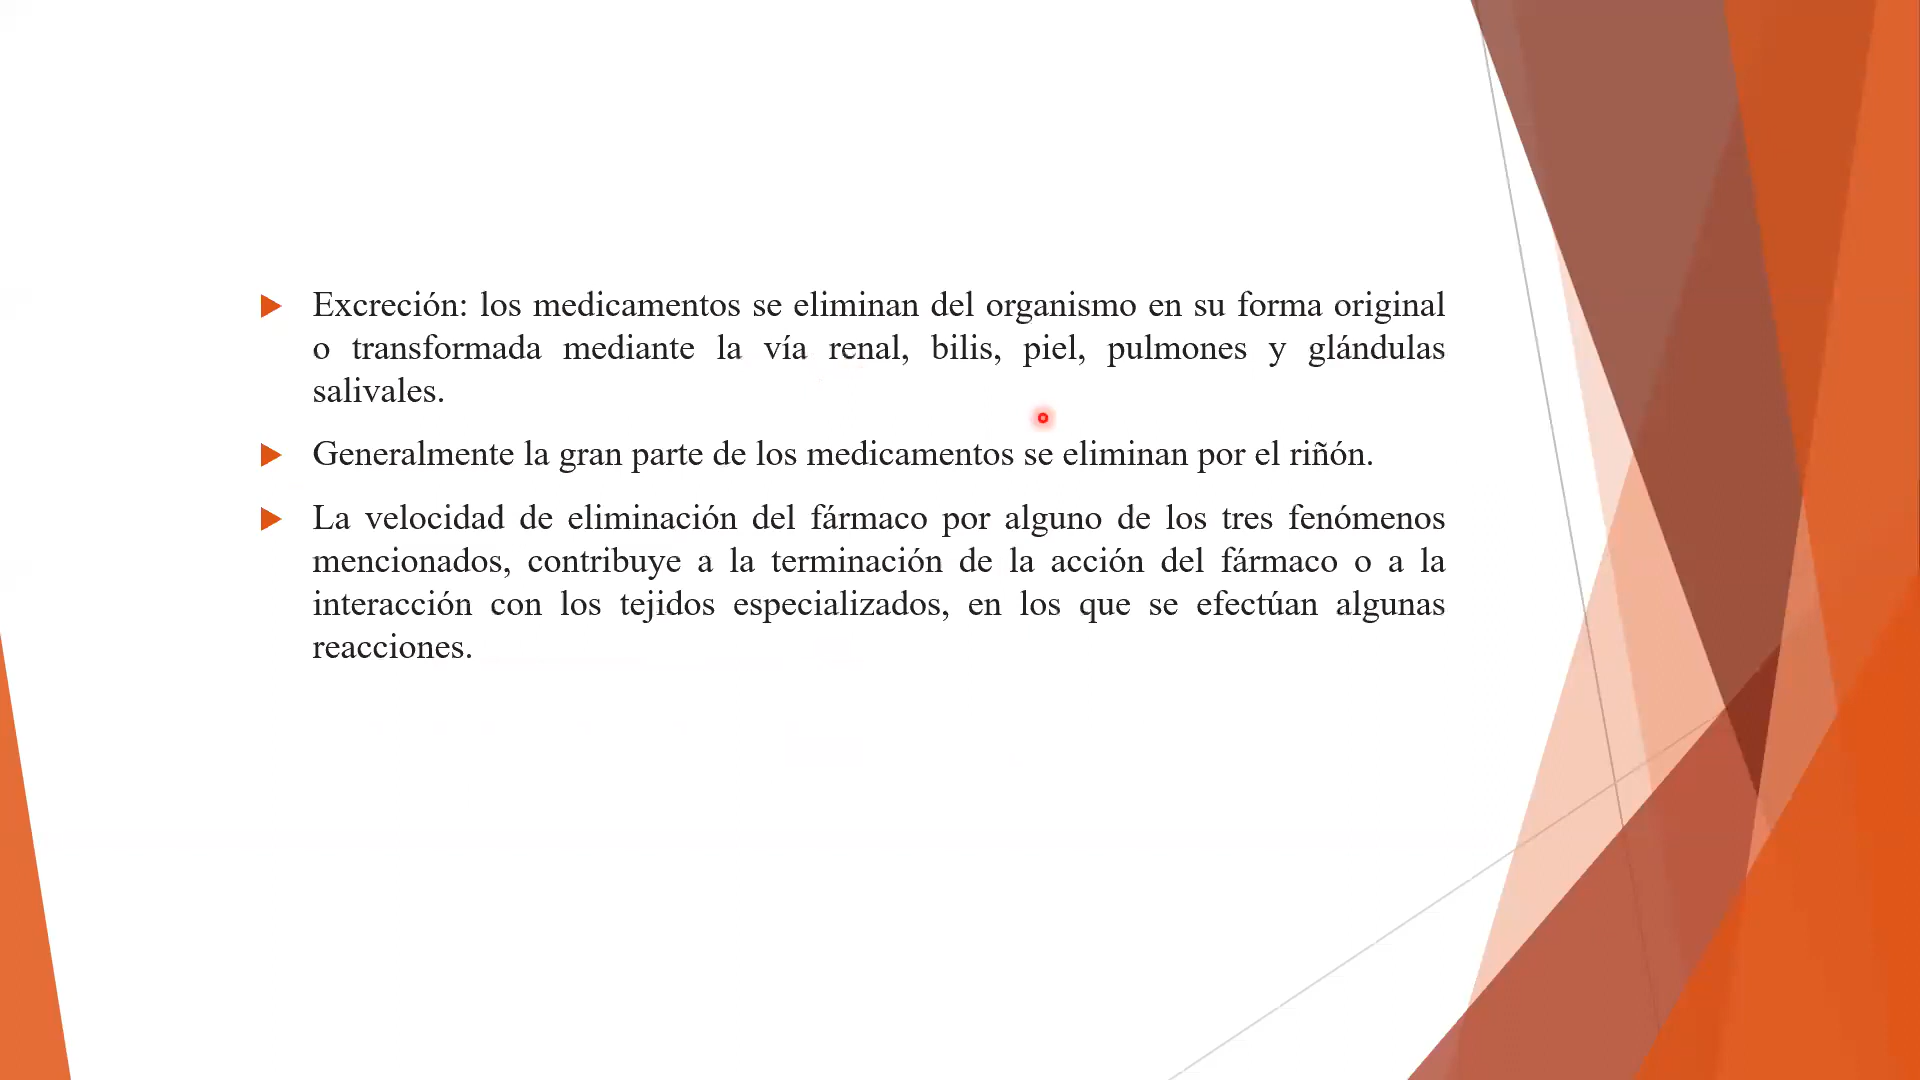 Excreción: los medicamentos se eliminan del organismo en su forma original
o transformada mediante la vía renal, bilis, piel, pulmones y glándulas
salivales.
Generalmente la gran parte de los medicamentos se eliminan por el riñón.
La velocidad de eliminación del fármaco por alguno de los tres fenómenos
mencionados, contribuye a la terminación de la acción del fármaco o a la
interacción con los tejidos especializados, en los que se efectúan algunas
reacciones.